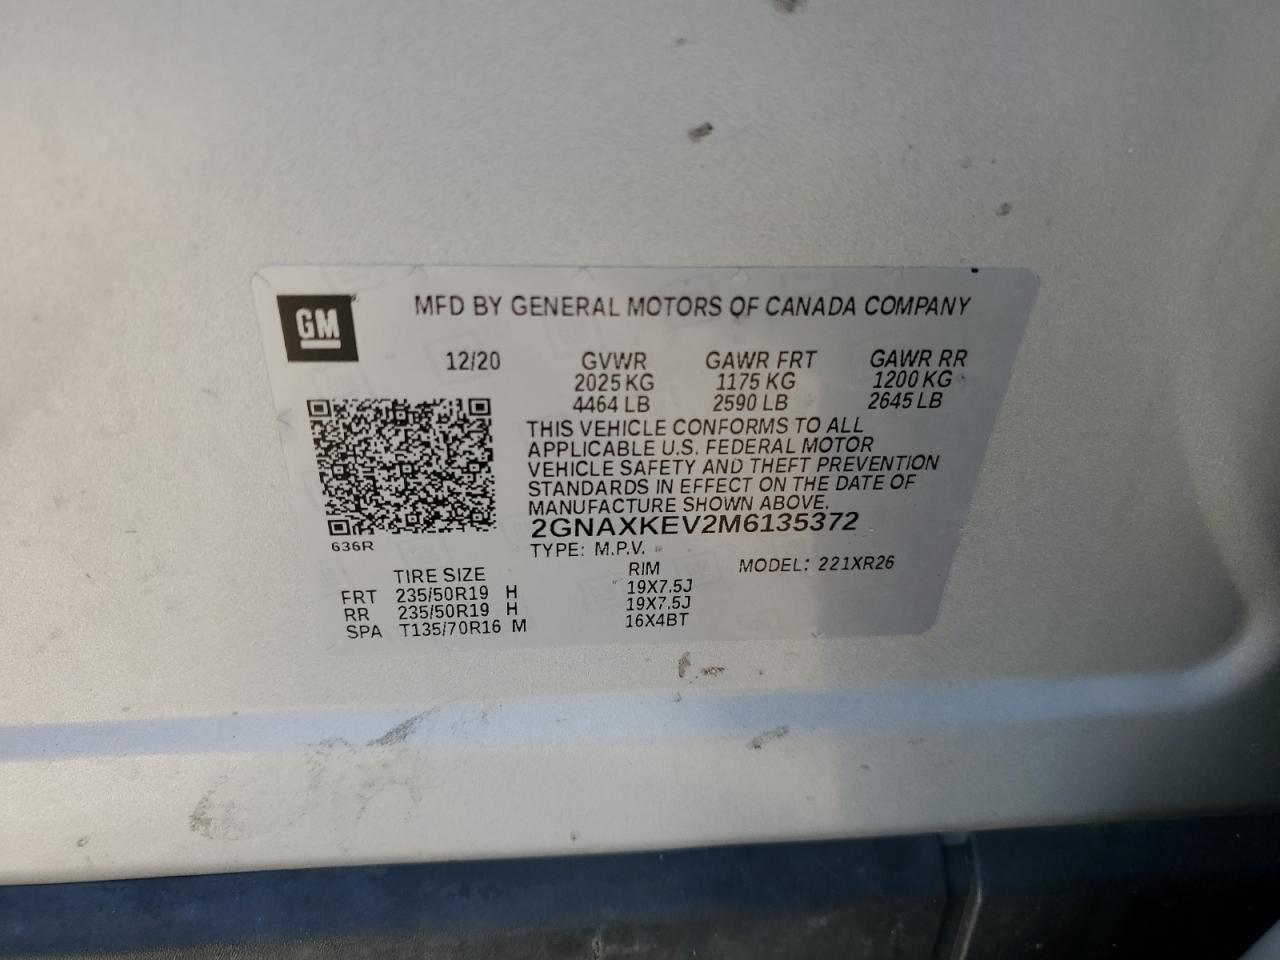 GM
MFD BY GENERAL MOTORS OF CANADA COMPANY
12/20 GVWR GAWR FRT GAWR RR
2025 KG 1175 KG 1200 KG
4464 LB 2590 LB 2645 LB
THIS VEHICLE CONFORMS TO ALL
APPLICABLE U.S. FEDERAL MOTOR
VEHICLE SAFETY AND THEFT PREVENTION
STANDARDS IN EFFECT ON THE DATE OF
MANUFACTURE SHOWN ABOVE.
2GNAXKEV2M6135372
636R
TYPE: M.P.V. MODEL: 221XR26
TIRE SIZE RIM
FRT 235/50R19 H 19X7.5J
RR 235/50R19 H 19X7.5J
SPA T135/70R16 M 16X4BT